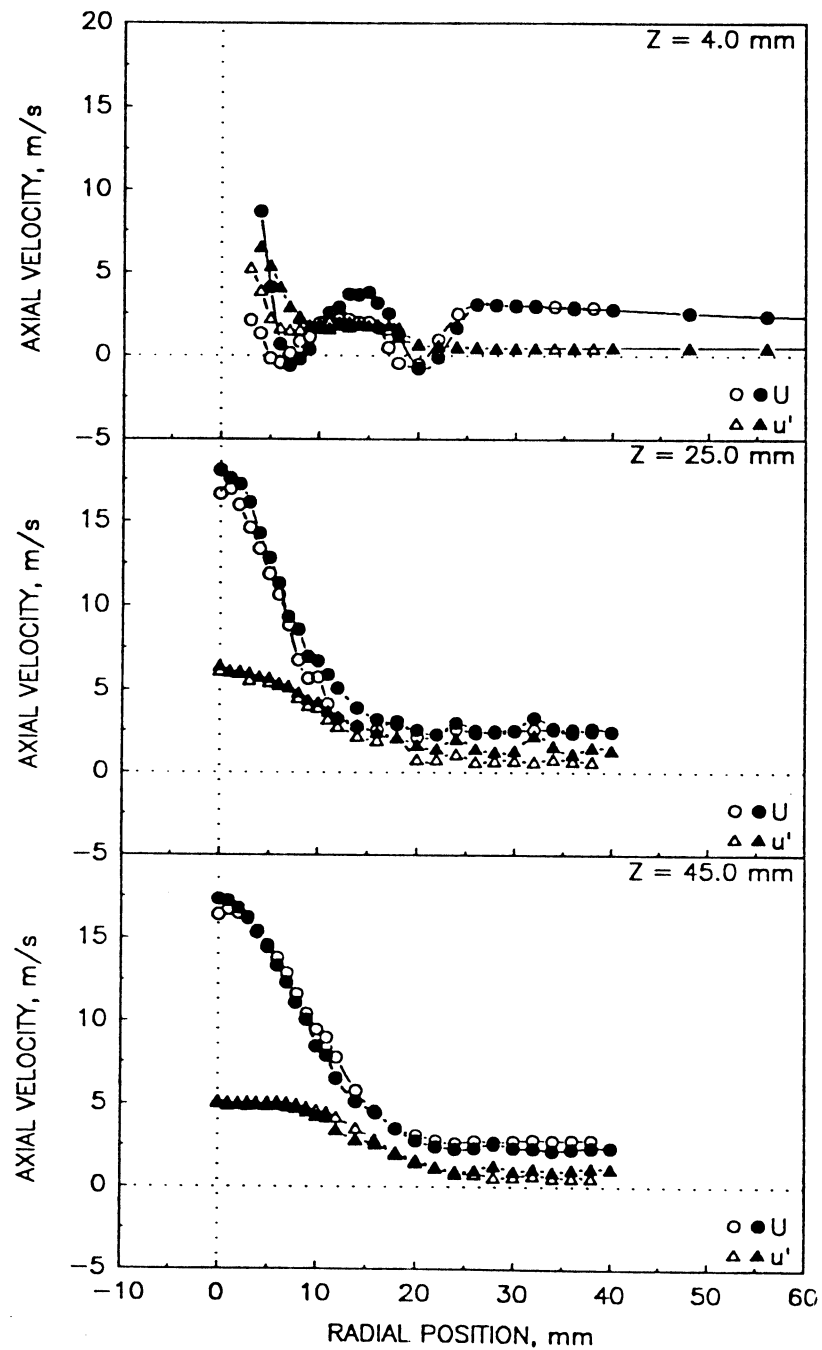 20
Z = 4.0 mm
15
10
5
0
−5
AXIAL VELOCITY, m/s
U
u'
Z = 25.0 mm
15
10
5
0
−5
AXIAL VELOCITY, m/s
U
u'
Z = 45.0 mm
15
10
5
0
−5
AXIAL VELOCITY, m/s
U
u'
−10 0 10 20 30 40 50 60
RADIAL POSITION, mm